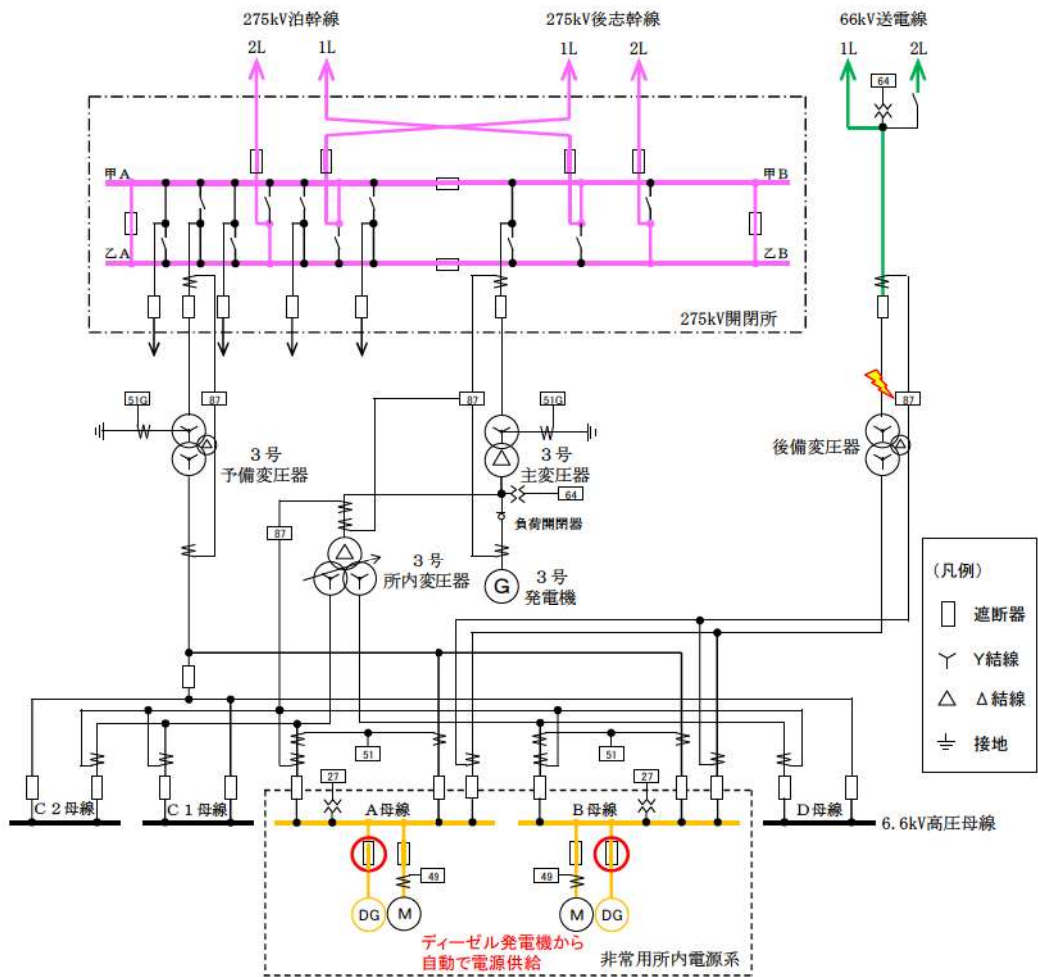 275kV泊幹線
275kV後志幹線
66kV送電線
2L
1L
1L
2L
1L
2L
64
甲A
甲B
乙A
乙B
275kV開閉所
51G
87
87
51G
87
3号
予備変圧器
3号
主変圧器
後備変圧器
64
87
負荷開閉器
3号
所内変圧器
G
3号
発電機
(凡例)
遮断器
Y結線
Δ結線
接地
51
51
27
27
C2母線
C1母線
A母線
B母線
D母線
6.6kV高圧母線
49
49
DG
M
M
DG
ディーゼル発電機から
自動で電源供給
非常用所内電源系